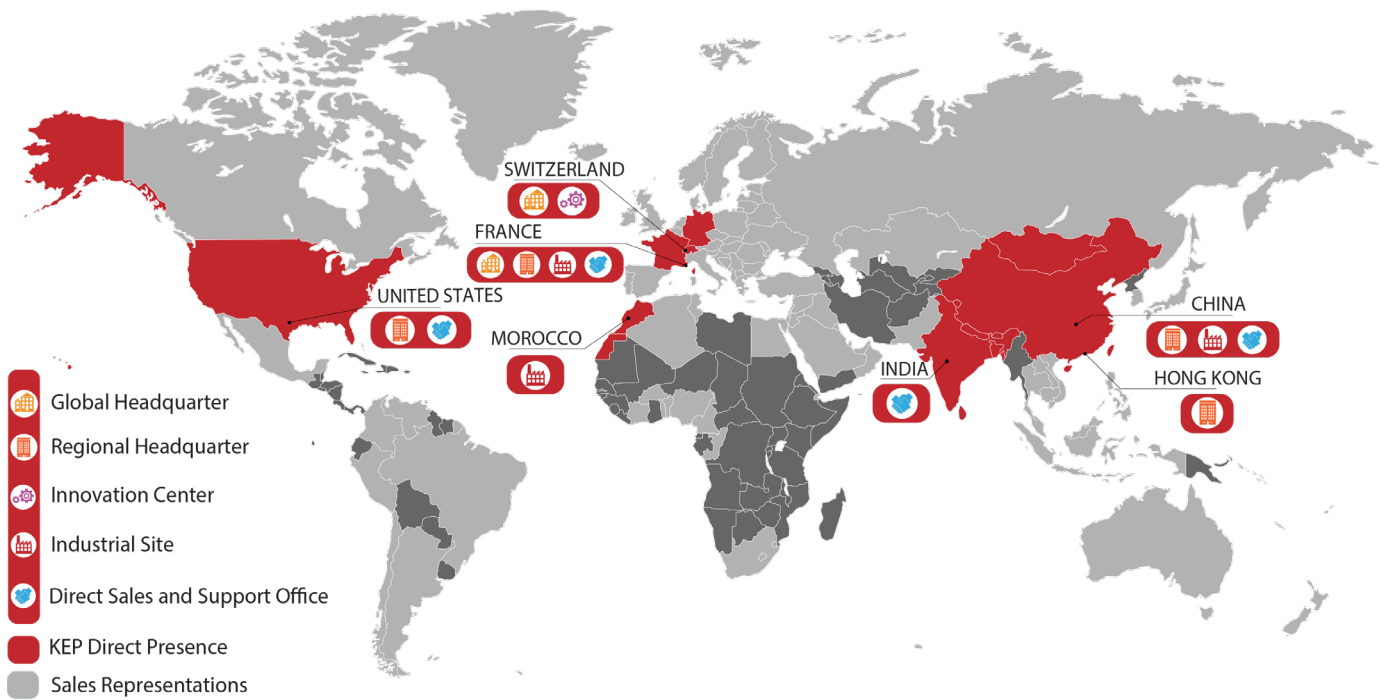 SWITZERLAND
FRANCE
UNITED STATES
MOROCCO
CHINA
INDIA
HONG KONG
Global Headquarter
Regional Headquarter
Innovation Center
Industrial Site
Direct Sales and Support Office
KEP Direct Presence
Sales Representations